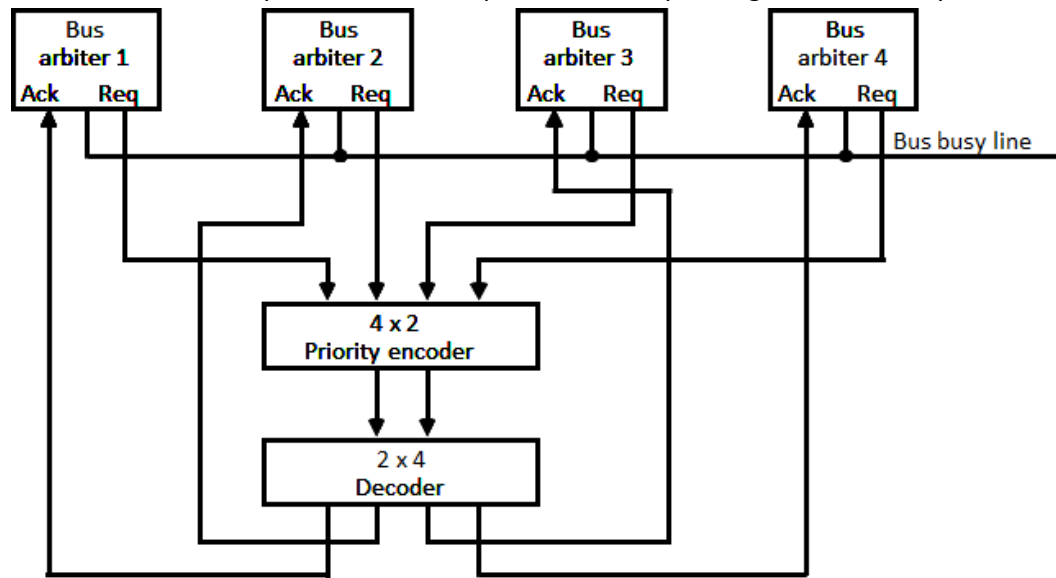 Bus
arbiter 1
Ack Req
Bus
arbiter 2
Ack Req
Bus
arbiter 3
Ack Req
Bus
arbiter 4
Ack Req
Bus busy line
4 x 2
Priority encoder
2 x 4
Decoder